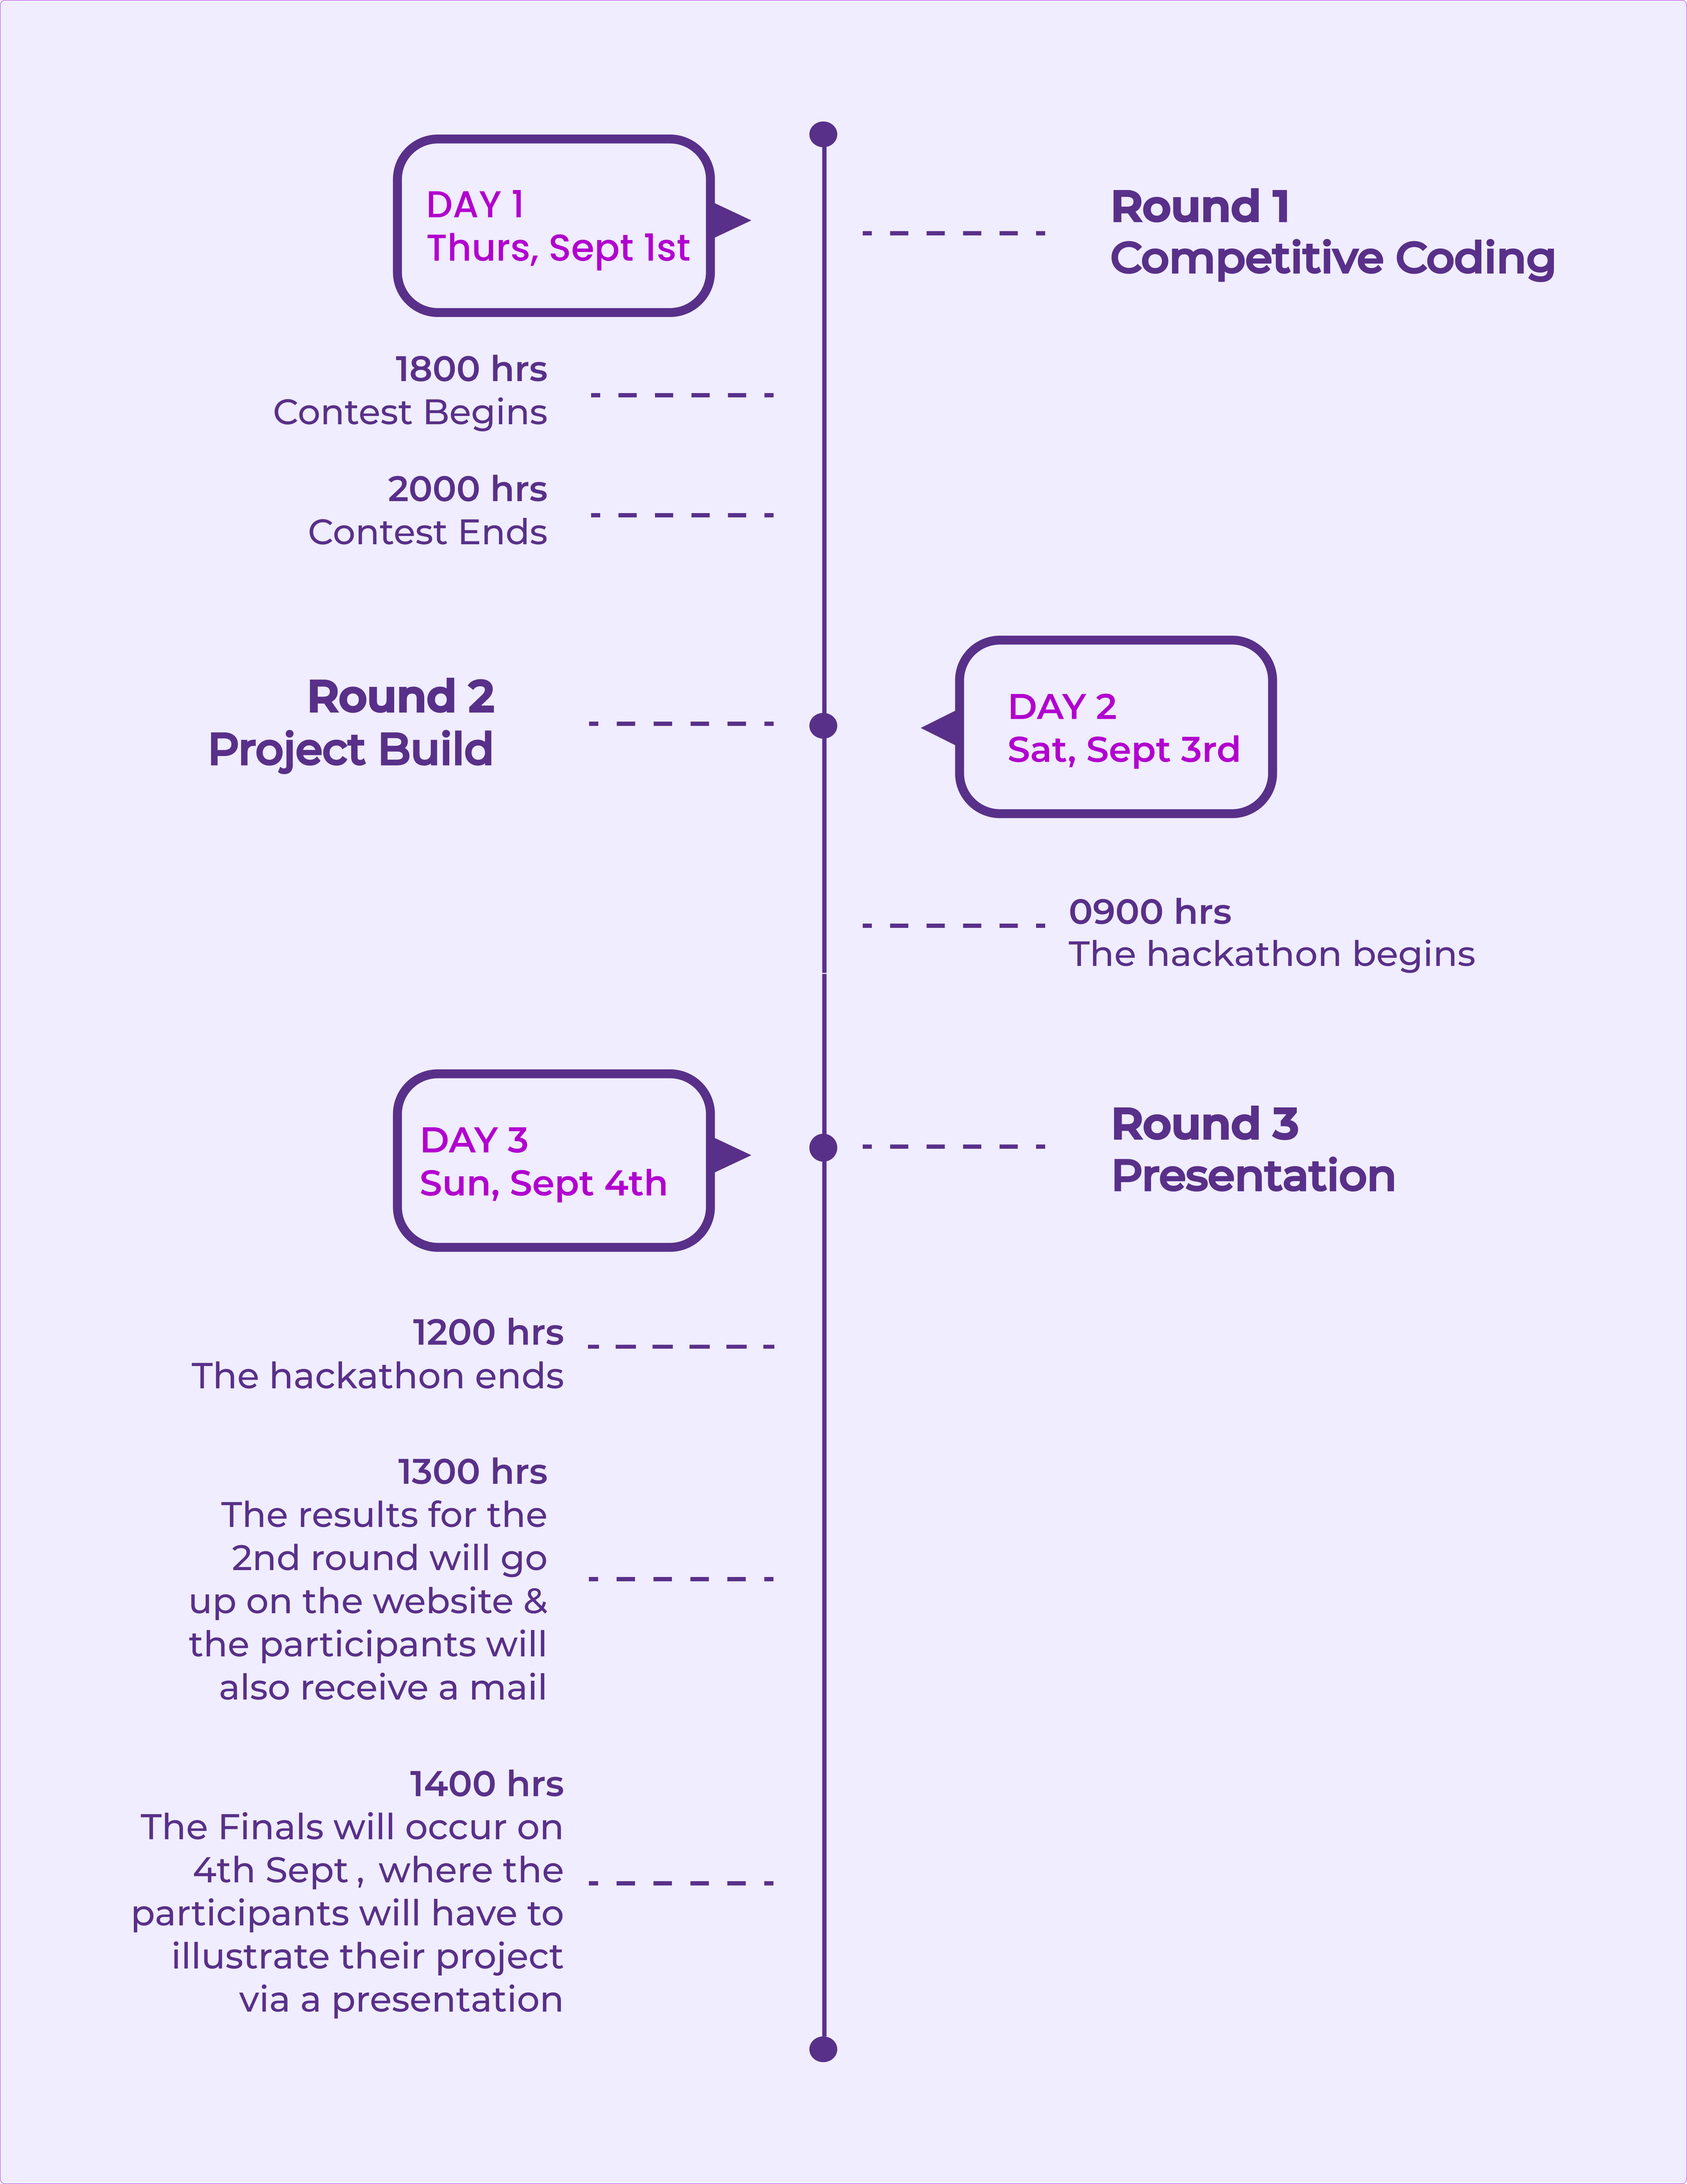 DAY 1
Thurs, Sept 1st
Round 1
Competitive Coding
1800 hrs
Contest Begins
2000 hrs
Contest Ends
Round 2
Project Build
DAY 2
Sat, Sept 3rd
0900 hrs
The hackathon begins
DAY 3
Sun, Sept 4th
Round 3
Presentation
1200 hrs
The hackathon ends
1300 hrs
The results for the
2nd round will go
up on the website &
the participants will
also receive a mail
1400 hrs
The Finals will occur on
4th Sept , where the
participants will have to
illustrate their project
via a presentation